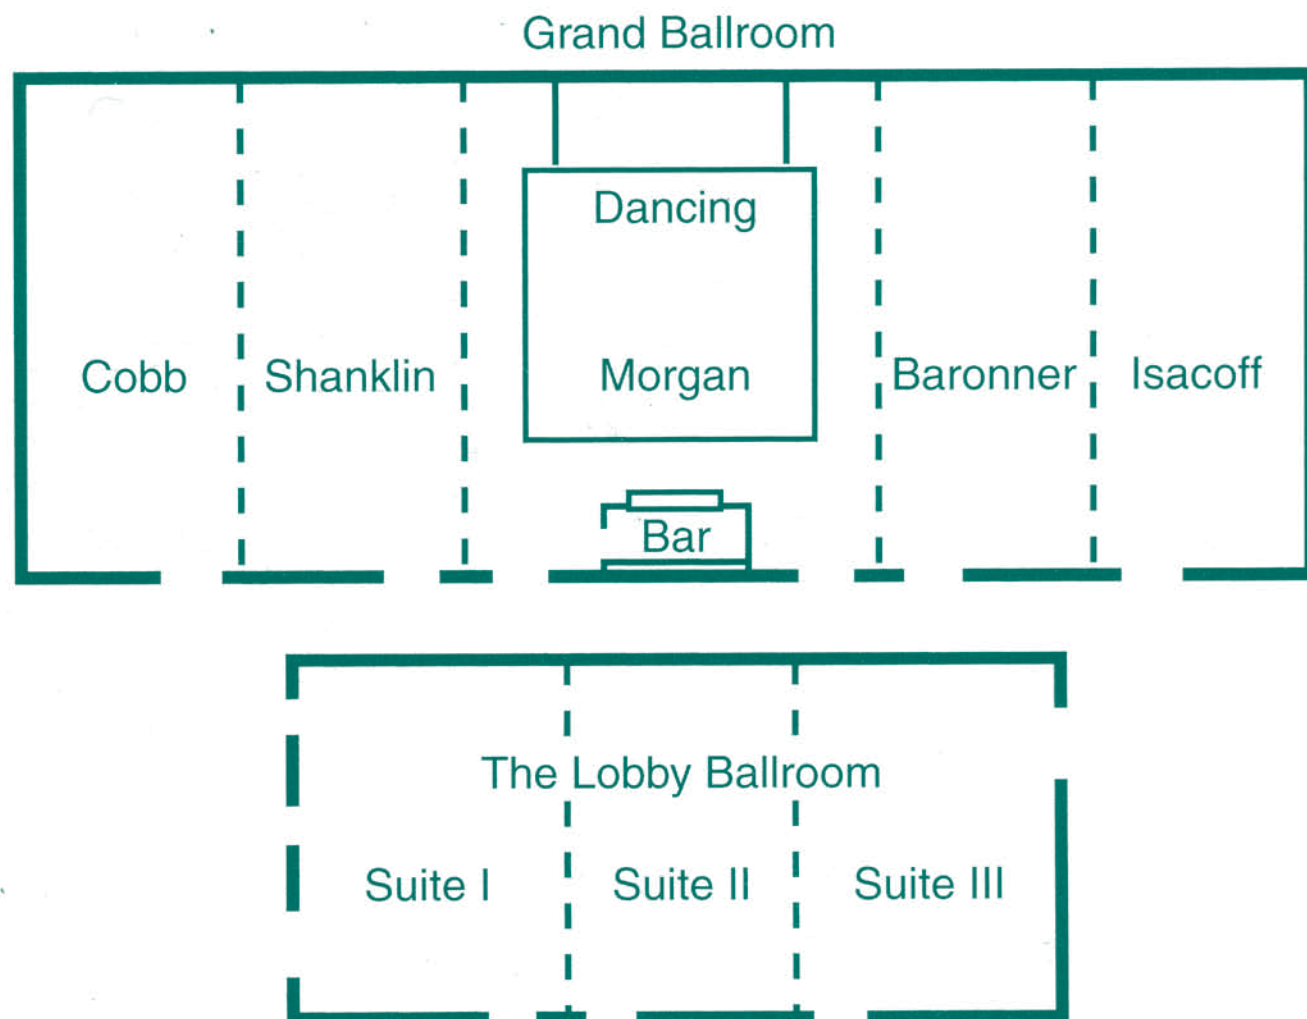 Grand Ballroom
Dancing
Cobb
Shanklin
Morgan
Baronner
Isacoff
Bar
The Lobby Ballroom
Suite I
Suite II
Suite III